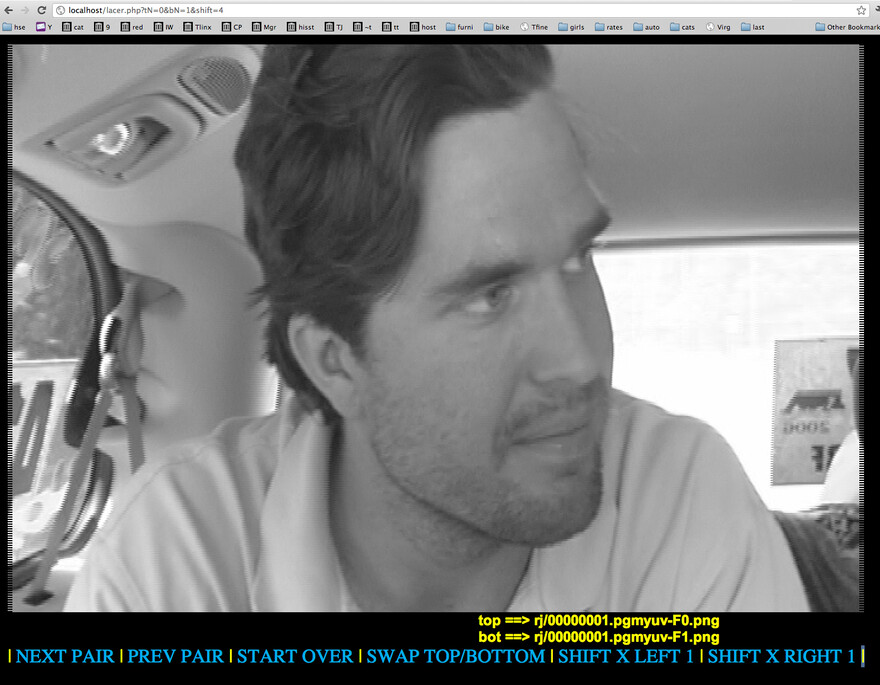 localhost/lacer.php?tN=0&bN=1&shift=4
hse Y cat 9 red IW Tlinx CP Mgr hisst TJ ~t tt host furni bike Tfine girls rates auto cats Virg last Other Bookmark
top ==> rj/00000001.pgmyuv-F0.png
bot ==> rj/00000001.pgmyuv-F1.png
| NEXT PAIR | PREV PAIR | START OVER | SWAP TOP/BOTTOM | SHIFT X LEFT 1 | SHIFT X RIGHT 1 |